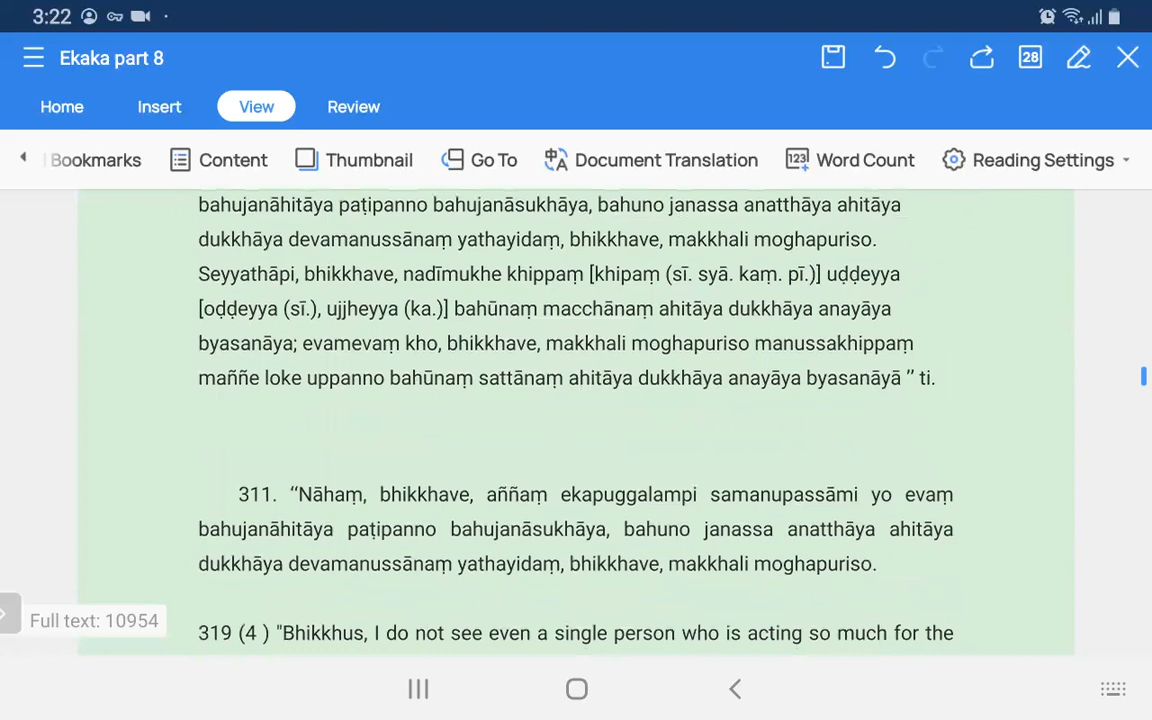 3:22
Ekaka part 8
28
Home Insert View Review
Bookmarks Content Thumbnail Go To Document Translation Word Count Reading Settings
bahujanāhitāya paṭipanno bahujanāsukhāya, bahuno janassa anatthāya ahitāya
dukkhāya devamanussānaṃ yathayidaṃ, bhikkhave, makkhali moghapuriso.
Seyyathāpi, bhikkhave, nadīmukhe khippaṃ [khipaṃ (sī. syā. kaṃ. pī.)] uḍḍeyya
[oḍḍeyya (sī.), ujjheyya (ka.)] bahūnaṃ macchānaṃ ahitāya dukkhāya anayāya
byasanāya; evamevaṃ kho, bhikkhave, makkhali moghapuriso manussakhippaṃ
maññe loke uppanno bahūnaṃ sattānaṃ ahitāya dukkhāya anayāya byasanāyā ’’ ti.
311. ‘‘Nāhaṃ, bhikkhave, aññaṃ ekapuggalampi samanupassāmi yo evaṃ
bahujanāhitāya paṭipanno bahujanāsukhāya, bahuno janassa anatthāya ahitāya
dukkhāya devamanussānaṃ yathayidaṃ, bhikkhave, makkhali moghapuriso.
Full text: 10954
319 (4 ) "Bhikkhus, I do not see even a single person who is acting so much for the